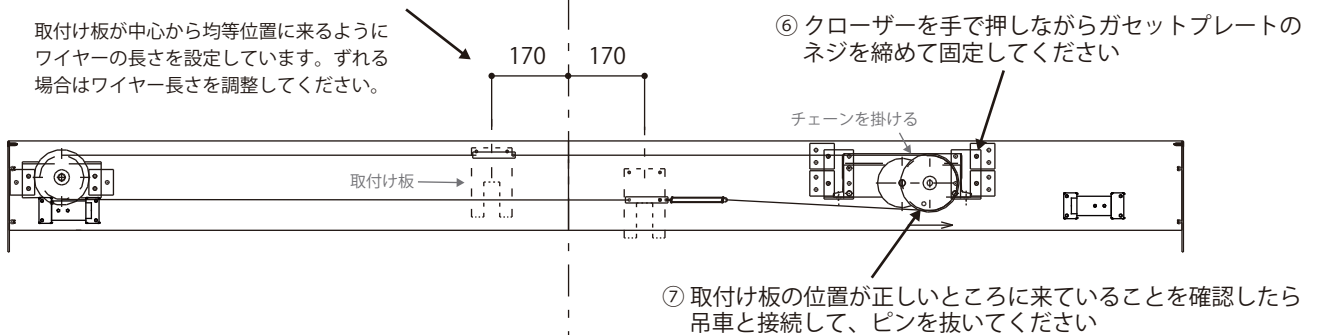 取付け板が中心から均等位置に来るように
ワイヤーの長さを設定しています。ずれる
場合はワイヤー長さを調整してください。
170
170
⑥ クローザーを手で押しながらガセットプレートの
ネジを締めて固定してください
チェーンを掛ける
取付け板
⑦ 取付け板の位置が正しいところに来ていることを確認したら
吊車と接続して、ピンを抜いてください